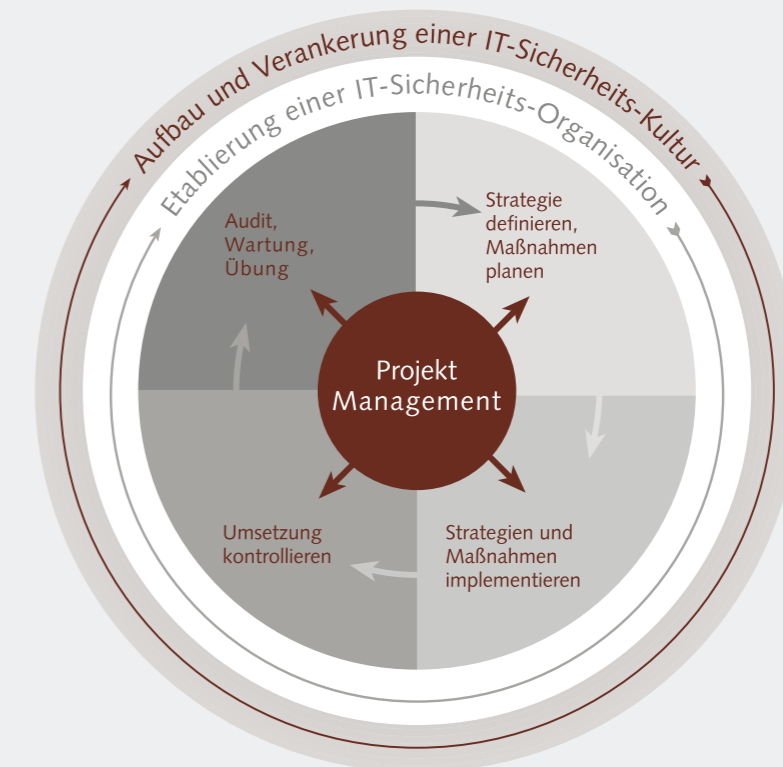 Aufbau und Verankerung einer IT-Sicherheits-Kultur
Etablierung einer IT-Sicherheits-Organisation
Audit,
Wartung,
Übung
Strategie
definieren,
Maßnahmen
planen
Projekt
Management
Umsetzung
kontrollieren
Strategien und
Maßnahmen
implementieren